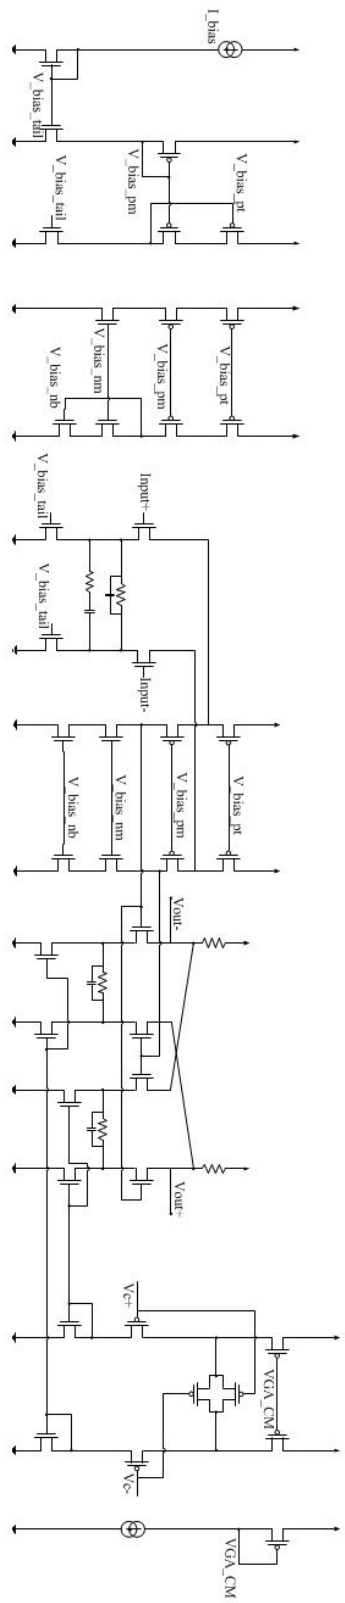 I_bias
V_bias_tail
V_bias_pm
V_bias_tail
V_bias_pt
V_bias_nb
V_bias_nm
V_bias_pm
V_bias_pt
V_bias_tail
Input+
V_bias_tail
Input-
V_bias_nb
V_bias_nm
V_bias_pm
V_bias_pt
Vout-
Vout+
Vc+
VGA_CM
Vc-
VGA_CM